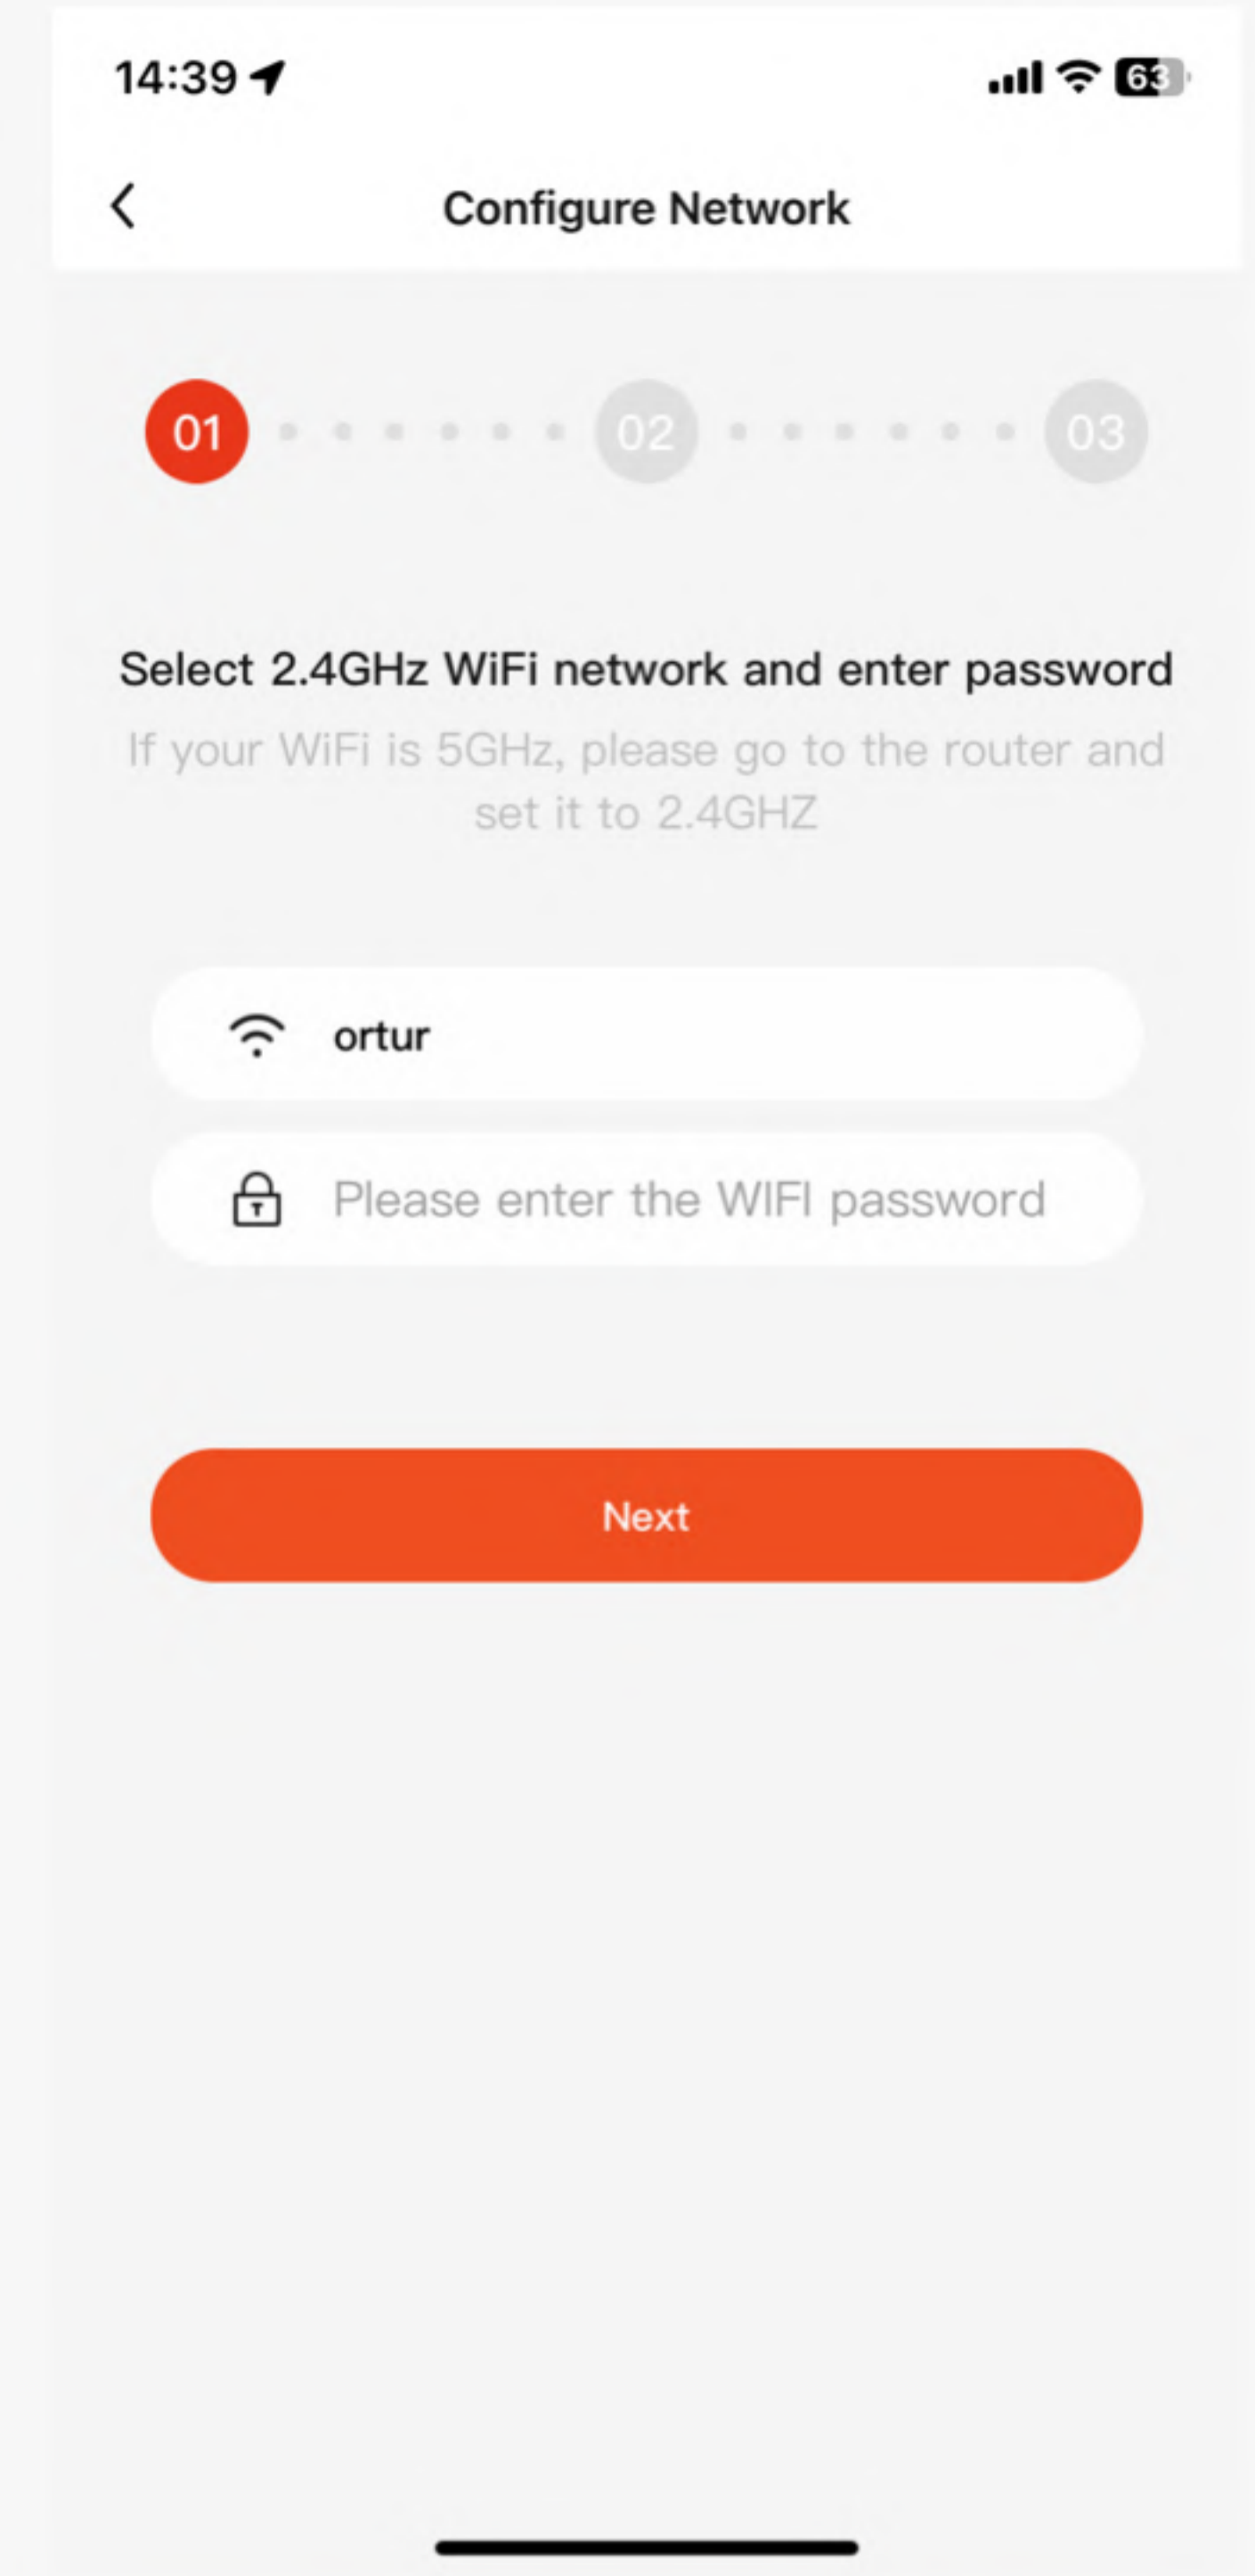 14:39
63
Configure Network
01
02
03
Select 2.4GHz WiFi network and enter password
If your WiFi is 5GHz, please go to the router and
set it to 2.4GHZ
ortur
Please enter the WIFI password
Next